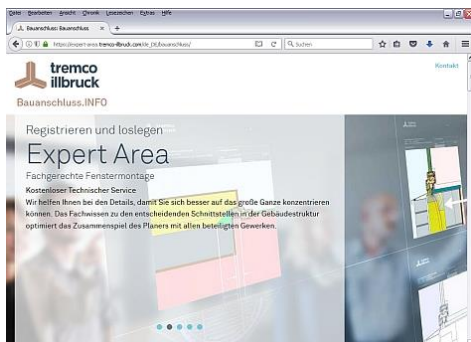 Datei Bearbeiten Ansicht Chronik Lesezeichen Extras Hilfe
Bauanschluss: Bauanschluss
https://expert-area.tremco-illbruck.com/de_DE/bauanschluss/
Suchen
tremco
illbruck
Kontakt
Bauanschluss.INFO
Registrieren und loslegen
Expert Area
Fachgerechte Fenstermontage
Kostenloser Technischer Service
Wir helfen Ihnen bei den Details, damit Sie sich besser auf das große Ganze konzentrieren
können. Das Fachwissen zu den entscheidenden Schnittstellen in der Gebäudestruktur
optimiert das Zusammenspiel des Planers mit allen beteiligten Gewerken.